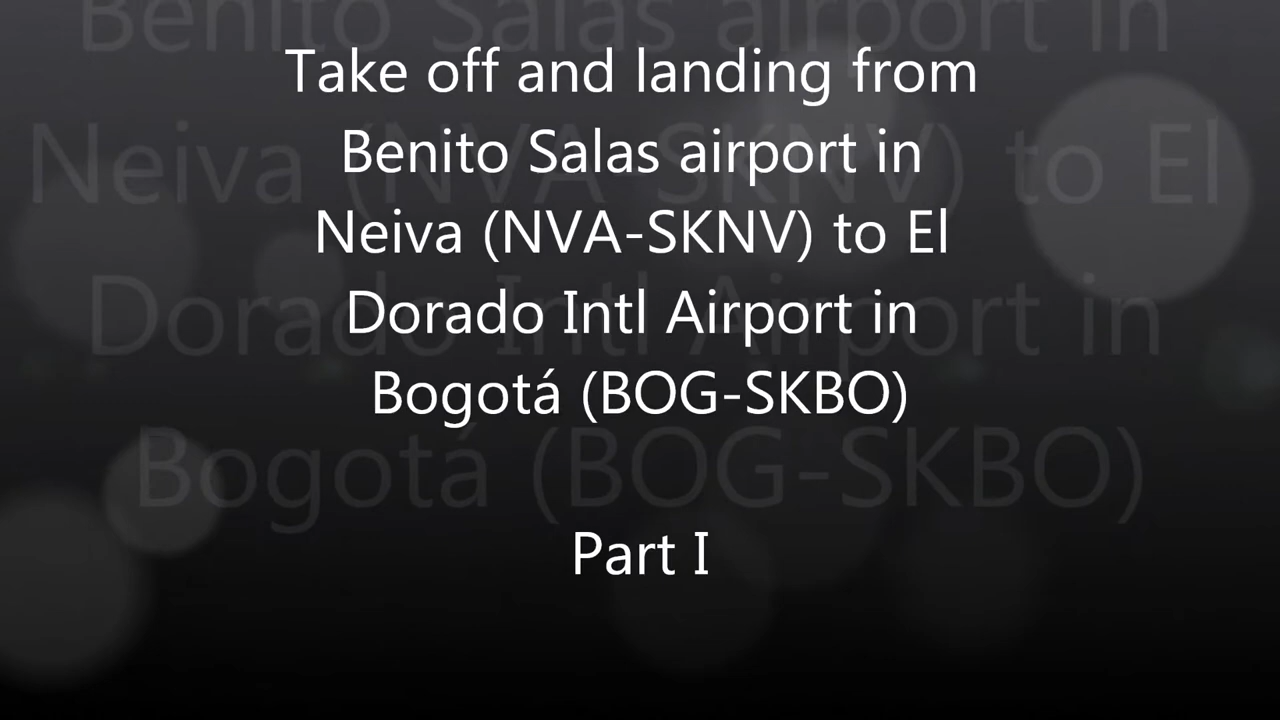 Take off and landing from
Benito Salas airport in
Neiva (NVA-SKNV) to El
Dorado Intl Airport in
Bogotá (BOG-SKBO)
Part I